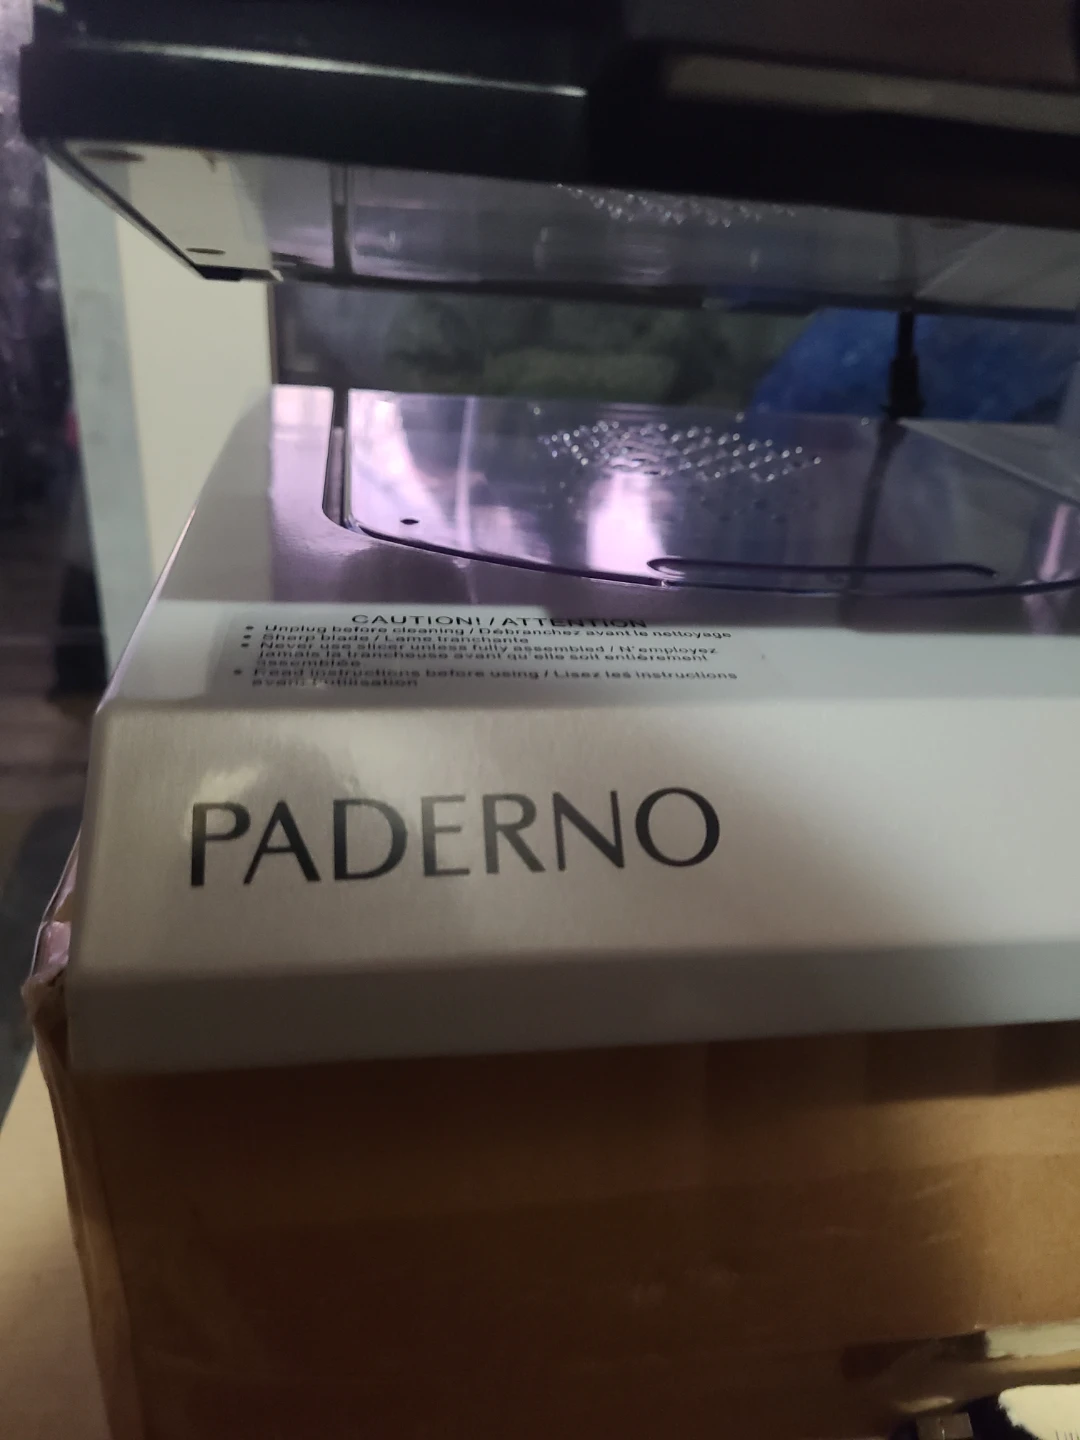 CAUTION! / ATTENTION
• Unplug before cleaning / Débranchez avant le nettoyage
• Sharp blade / Lame tranchante
• Never use slicer unless fully assembled / N'employez
jamais la trancheuse avant qu'elle soit entièrement
assemblée
• Read instructions before using / Lisez les instructions
avant l'utilisation
PADERNO